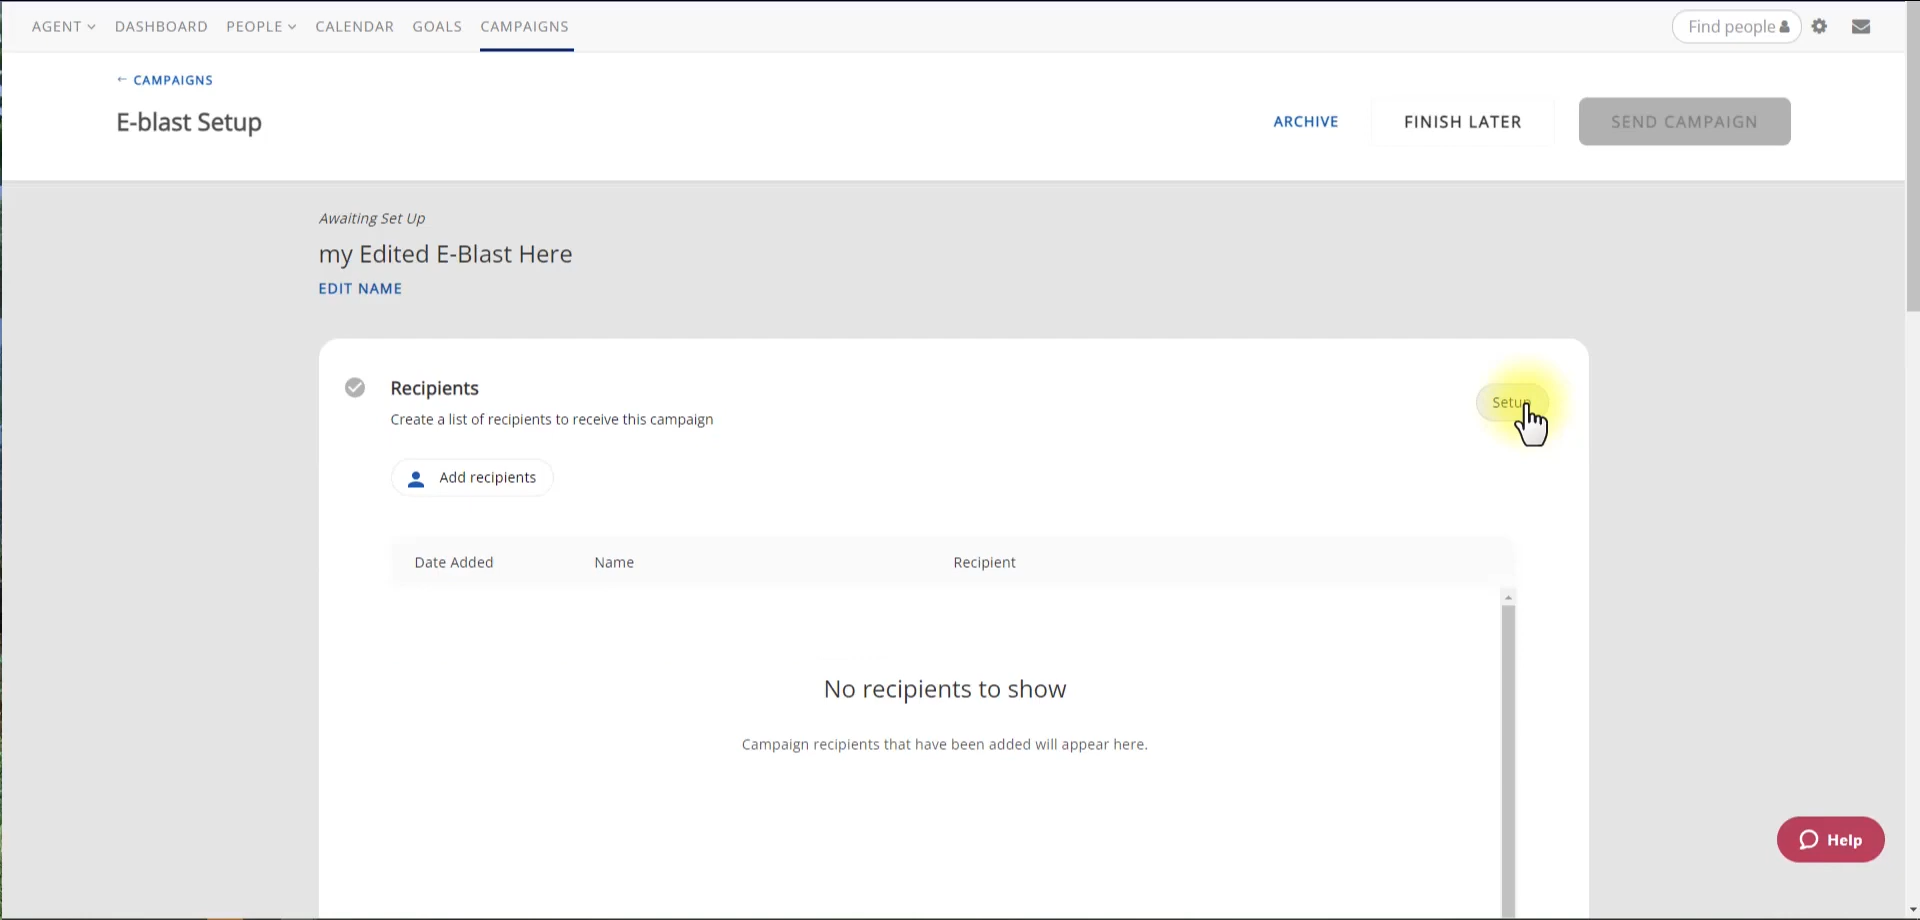 AGENT DASHBOARD PEOPLE CALENDAR GOALS CAMPAIGNS Find people
← CAMPAIGNS
E-blast Setup
ARCHIVE FINISH LATER SEND CAMPAIGN
Awaiting Set Up
my Edited E-Blast Here
EDIT NAME
Recipients
Setup
Create a list of recipients to receive this campaign
Add recipients
Date Added Name Recipient
No recipients to show
Campaign recipients that have been added will appear here.
Help